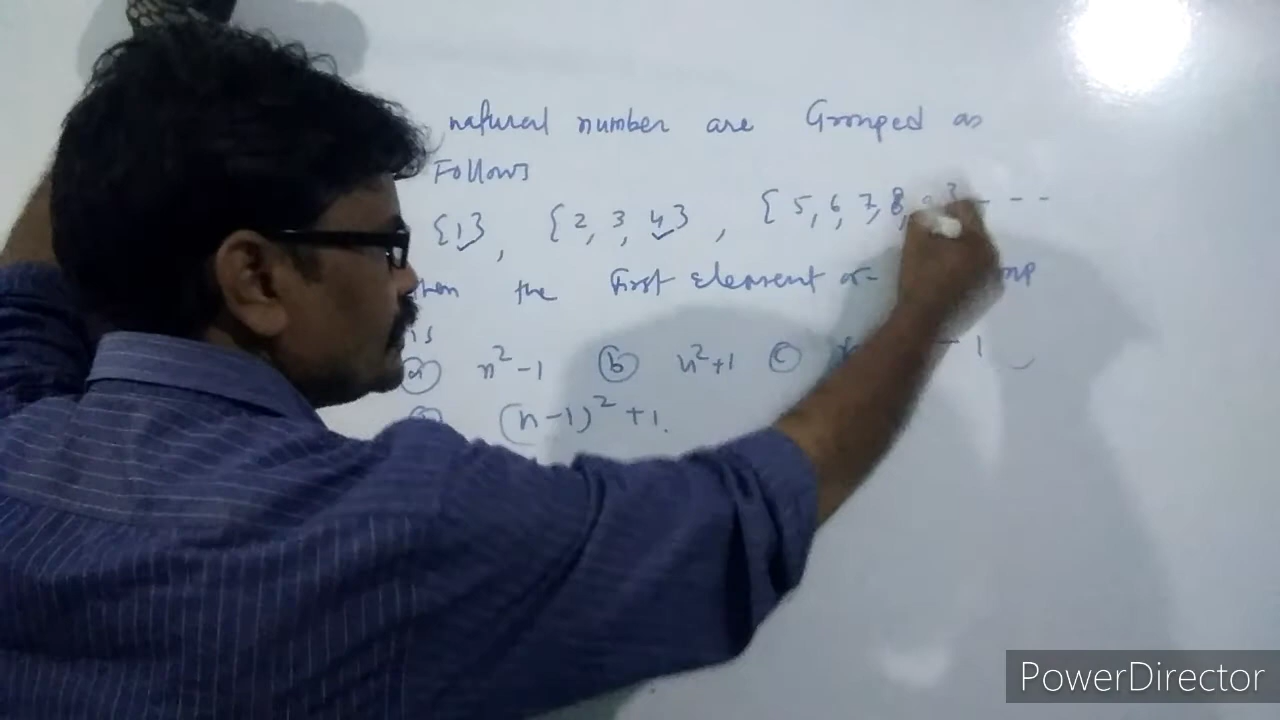 natural number are Grouped as
Follows
{1}, {2, 3, 4}, {5, 6, 7, 8, 9} - - -
the First element
is
(a) n² - 1 (b) n² + 1 (c) - 1
(n-1)² + 1.
PowerDirector